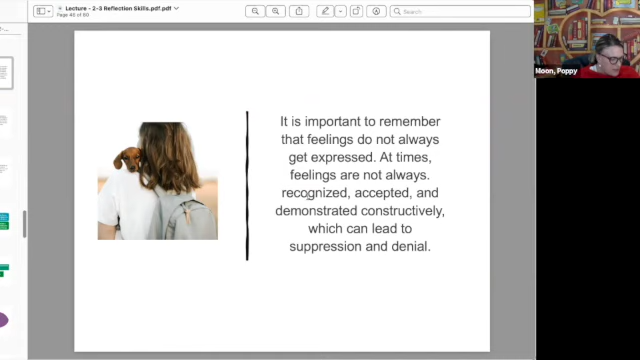 Lecture - 2-3 Reflection Skills.pdf.pdf
Page 40 of 60
Search
Moon, Poppy
It is important to remember
that feelings do not always
get expressed. At times,
feelings are not always.
recognized, accepted, and
demonstrated constructively,
which can lead to
suppression and denial.